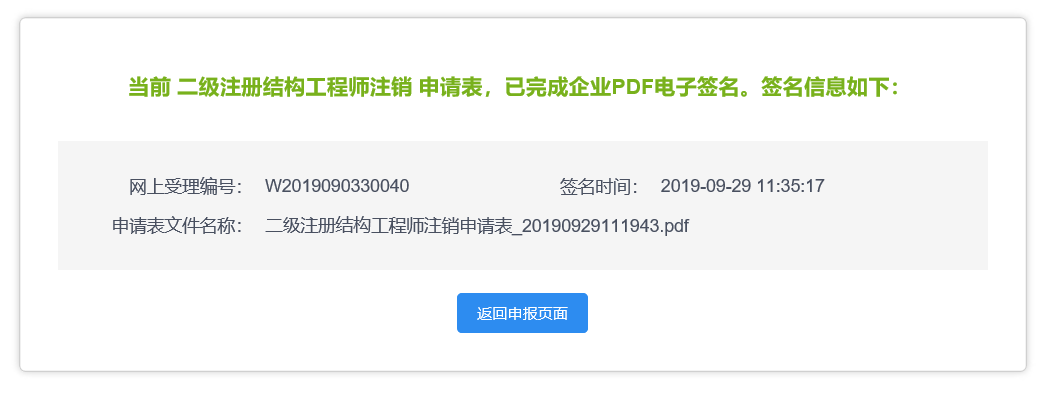 当前 二级注册结构工程师注销 申请表，已完成企业PDF电子签名。签名信息如下：
网上受理编号： W2019090330040 签名时间： 2019-09-29 11:35:17
申请表文件名称： 二级注册结构工程师注销申请表_20190929111943.pdf
返回申报页面